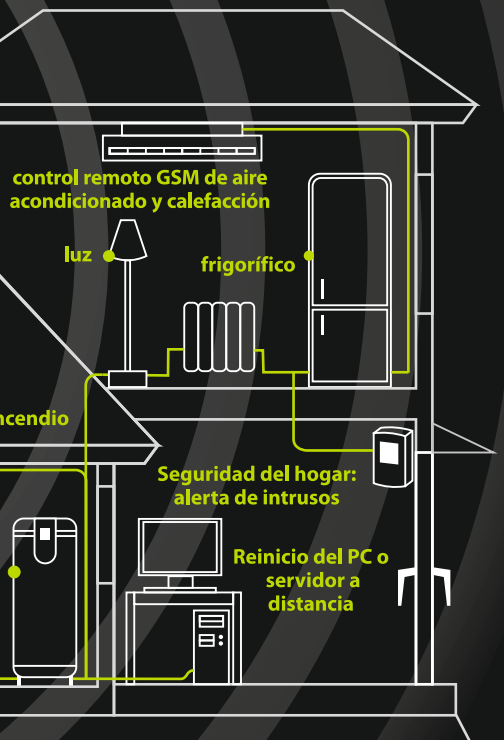 control remoto GSM de aire
acondicionado y calefacción
luz
frigorífico
ncendio
Seguridad del hogar:
alerta de intrusos
Reinicio del PC o
servidor a
distancia